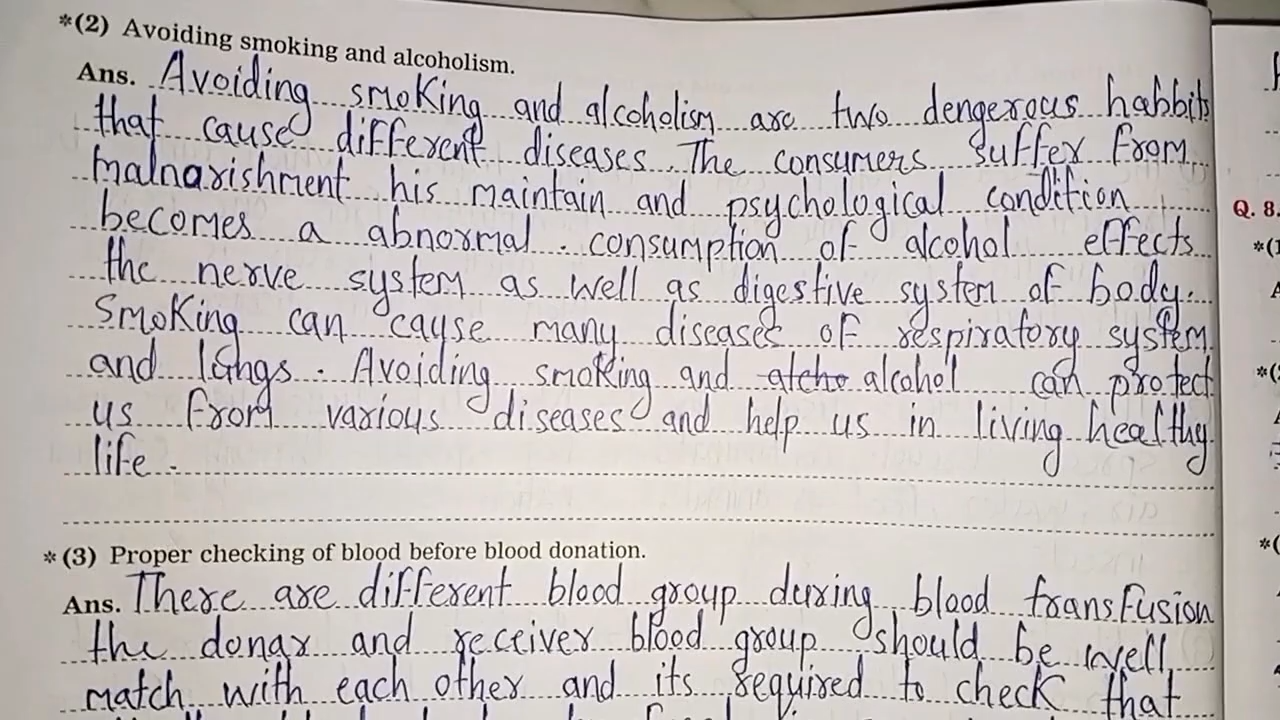 *(2) Avoiding smoking and alcoholism.
Ans. Avoiding smoking and alcoholism are two dengerous habbits
that cause different diseases. The consumers suffer from
malnarishment his maintain and psychological condition
becomes a abnormal. consumption of alcohol effects
the nerve system as well as digestive system of body.
Smoking can cause many diseases of respiratory system
and lungs. Avoiding smoking and atcho alcohol can protect
us from various diseases and help us in living healthy
life.
Q. 8.
*(1
*(3) Proper checking of blood before blood donation.
Ans. There are different blood group during blood transfusion
the donar and receiver blood group should be well
match with each other and its required to check that